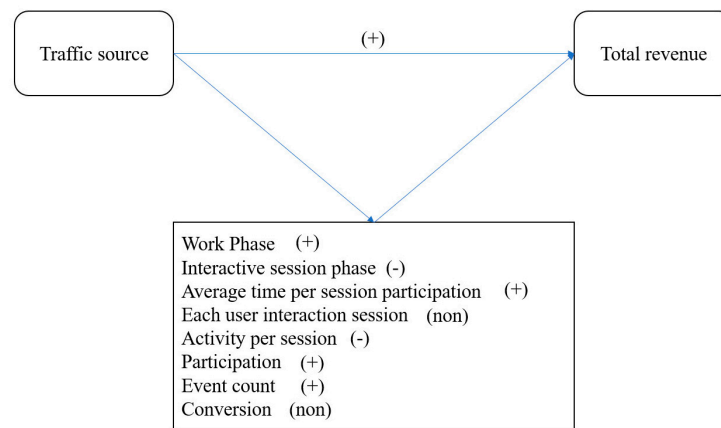 (+)
Traffic source
Total revenue
Work Phase (+)
Interactive session phase (-)
Average time per session participation (+)
Each user interaction session (non)
Activity per session (-)
Participation (+)
Event count (+)
Conversion (non)